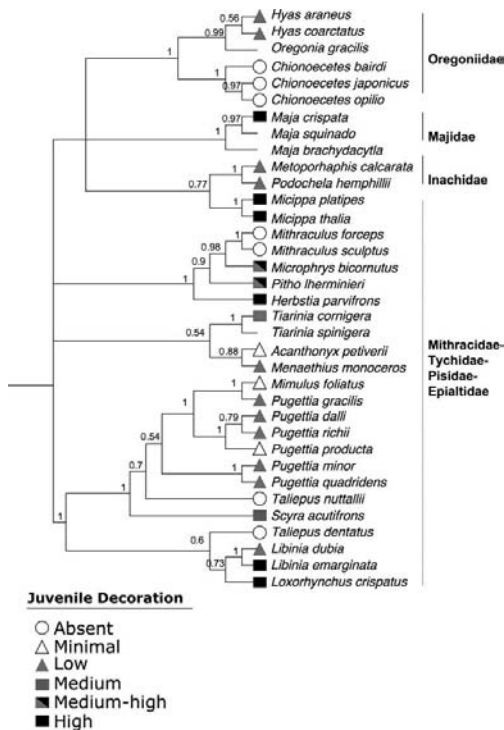 0.56
Hyas araneus
0.99
Hyas coarctatus
1
Oregonia gracilis
Oregoniidae
1
Chionoecetes bairdi
Chionoecetes japonicus
0.97
Chionoecetes opilio
1
0.97
Maja crispata
1
Maja squinado
Majidae
Maja brachydacytla
1
Metoporhaphis calcarata
Inachidae
0.77
Podochela hemphillii
1
Micippa platipes
Micippa thalia
1
Mithraculus forceps
0.98
Mithraculus sculptus
0.9
Microphrys bicornutus
Pitho lherminieri
1
Herbstia parvifrons
Tiarinia cornigera
1
Tiarinia spinigera
Mithracidae-
Tychidae-
Pisidae-
Epialtidae
0.54
0.88
Acanthonyx petiverii
Menaethius monoceros
1
Mimulus foliatus
1
Pugettia gracilis
0.79
Pugettia dalli
1
Pugettia richii
0.54
Pugettia producta
0.7
1
Pugettia minor
1
Pugettia quadridens
Taliepus nuttallii
1
Scyra acutifrons
0.6
Taliepus dentatus
1
Libinia dubia
0.73
Libinia emarginata
Loxorhynchus crispatus
Juvenile Decoration
Absent
Minimal
Low
Medium
Medium-high
High